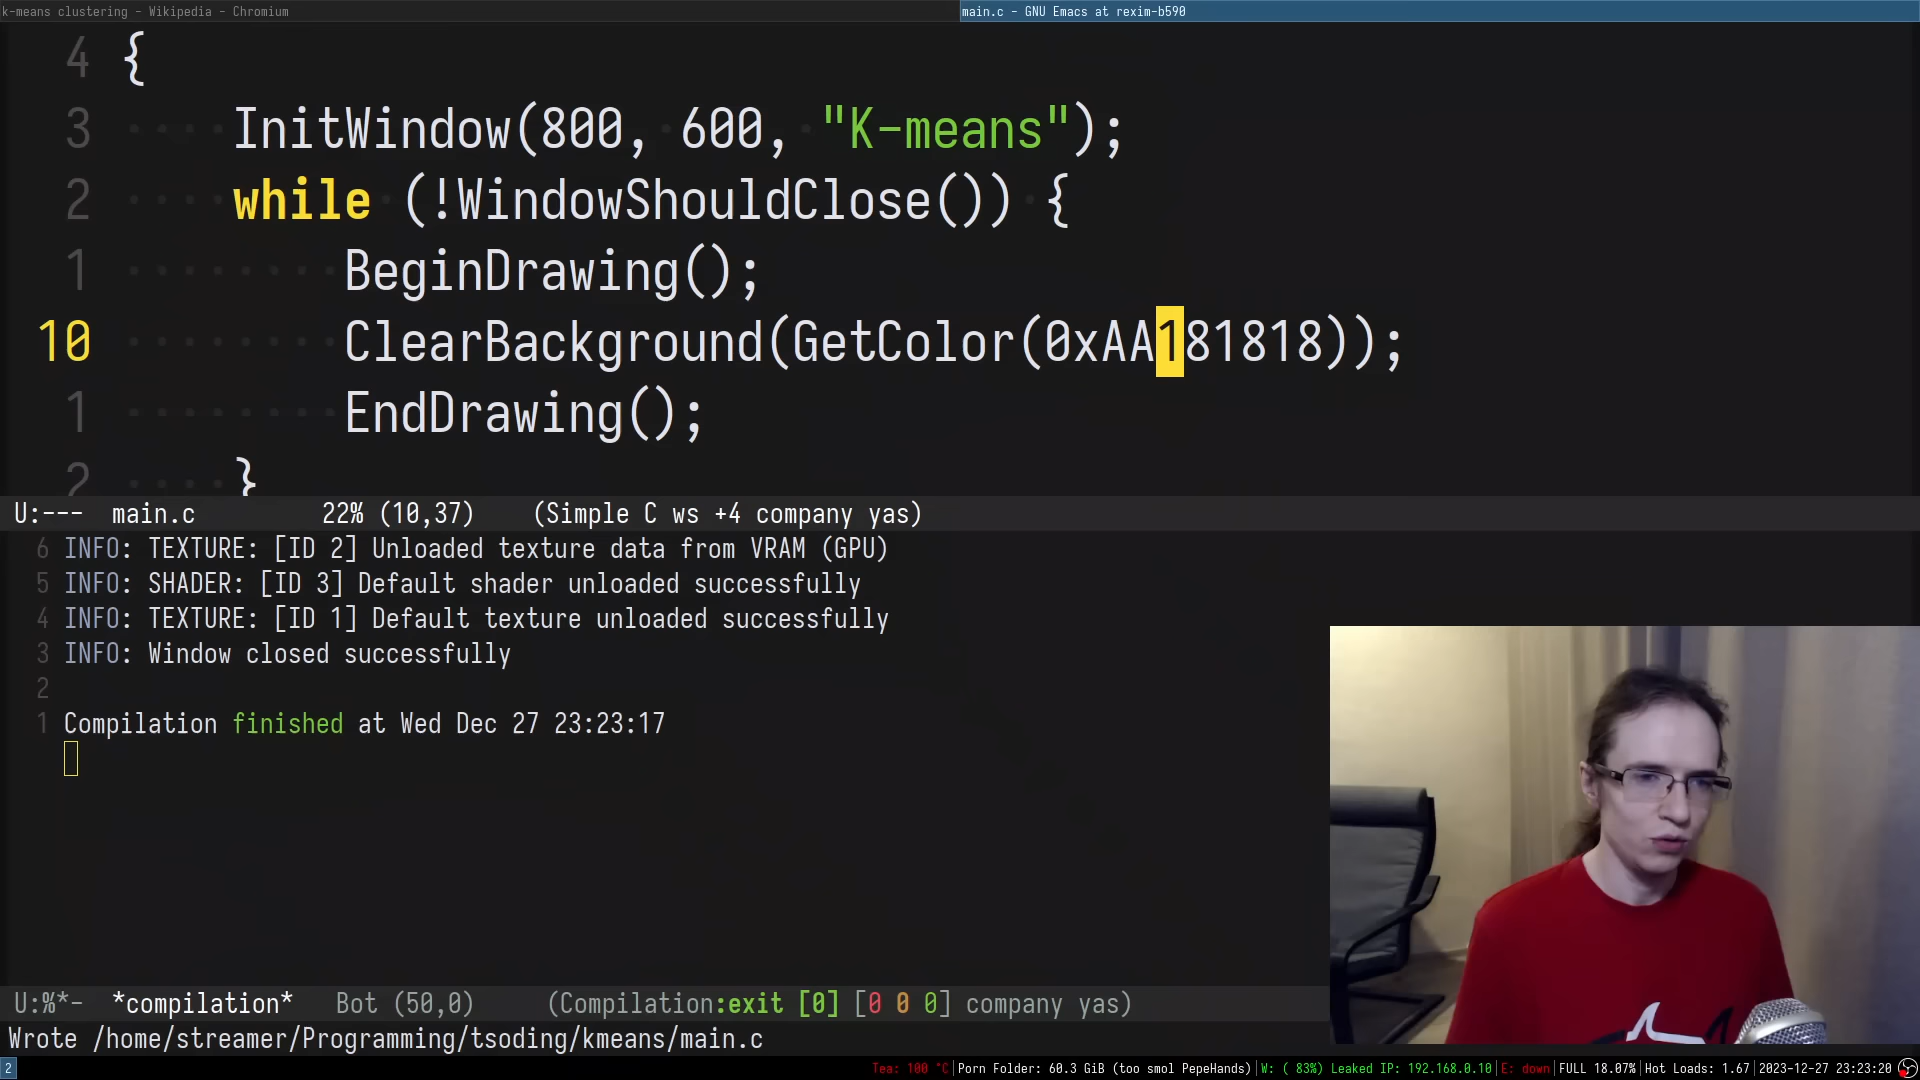 k-means clustering - Wikipedia - Chromium
main.c - GNU Emacs at rexim-b590
4 {
3 InitWindow(800, 600, "K-means");
2 while (!WindowShouldClose()) {
1 BeginDrawing();
10 ClearBackground(GetColor(0xAA181818));
1 EndDrawing();
2 }
U:--- main.c 22% (10,37) (Simple C ws +4 company yas)
6 INFO: TEXTURE: [ID 2] Unloaded texture data from VRAM (GPU)
5 INFO: SHADER: [ID 3] Default shader unloaded successfully
4 INFO: TEXTURE: [ID 1] Default texture unloaded successfully
3 INFO: Window closed successfully
2
1 Compilation finished at Wed Dec 27 23:23:17
U:%*- *compilation* Bot (50,0) (Compilation:exit [0] [0 0 0] company yas)
Wrote /home/streamer/Programming/tsoding/kmeans/main.c
2
Tea: 100 °C|Porn Folder: 60.3 GiB (too smol PepeHands)|W: ( 83%) Leaked IP: 192.168.0.10|E: down|FULL 18.07%|Hot Loads: 1.67|2023-12-27 23:23:20